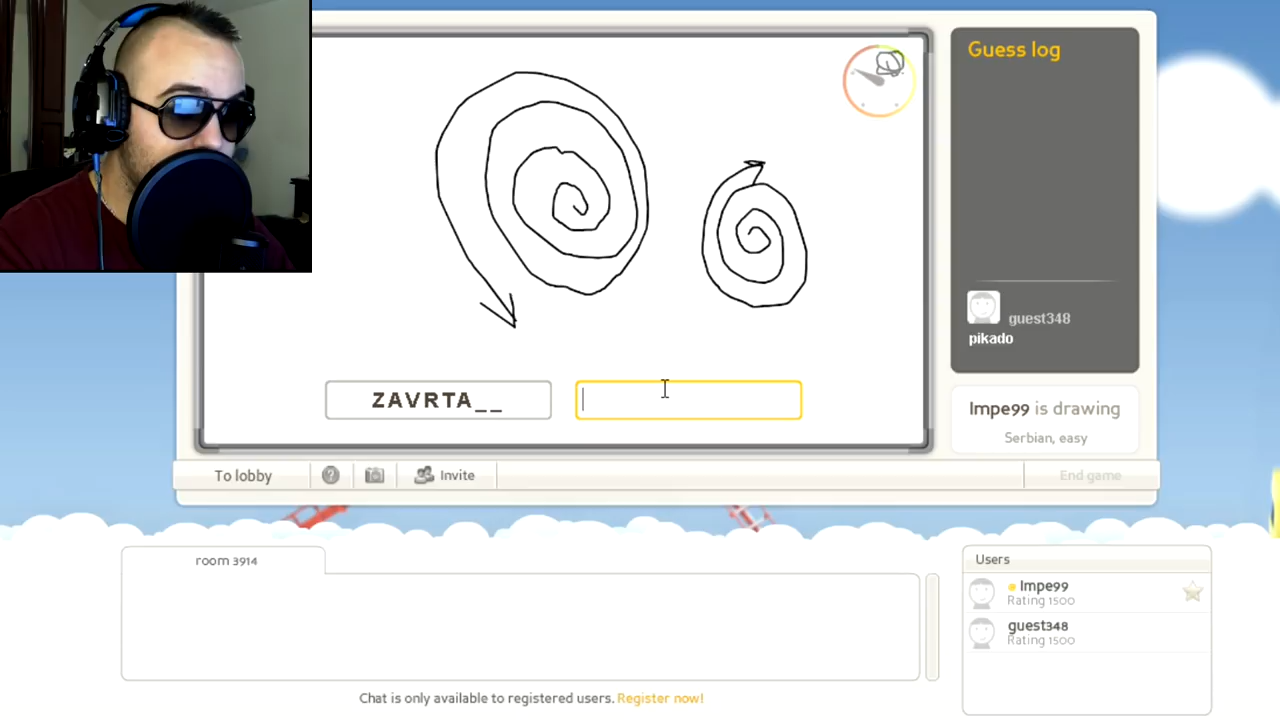 Guess log
guest348
pikado
ZAVRTA__
Impe99 is drawing
Serbian, easy
To lobby
?
Invite
End game
room 3914
Users
Impe99
Rating 1500
guest348
Rating 1500
Chat is only available to registered users. Register now!